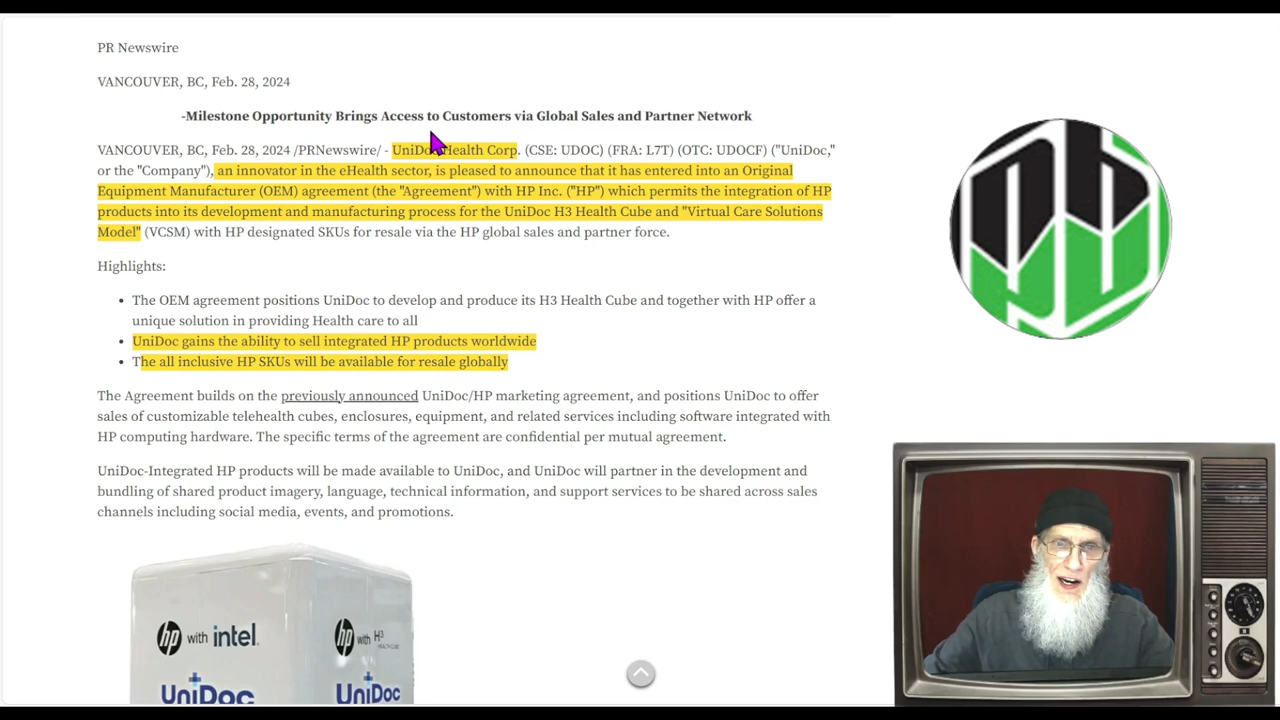 PR Newswire
VANCOUVER, BC, Feb. 28, 2024
-Milestone Opportunity Brings Access to Customers via Global Sales and Partner Network
VANCOUVER, BC, Feb. 28, 2024 /PRNewswire/ - UniDoc Health Corp. (CSE: UDOC) (FRA: L7T) (OTC: UDOCF) ("UniDoc,"
or the "Company"), an innovator in the eHealth sector, is pleased to announce that it has entered into an Original
Equipment Manufacturer (OEM) agreement (the "Agreement") with HP Inc. ("HP") which permits the integration of HP
products into its development and manufacturing process for the UniDoc H3 Health Cube and "Virtual Care Solutions
Model" (VCSM) with HP designated SKUs for resale via the HP global sales and partner force.
Highlights:
• The OEM agreement positions UniDoc to develop and produce its H3 Health Cube and together with HP offer a
unique solution in providing Health care to all
• UniDoc gains the ability to sell integrated HP products worldwide
• The all inclusive HP SKUs will be available for resale globally
The Agreement builds on the previously announced UniDoc/HP marketing agreement, and positions UniDoc to offer
sales of customizable telehealth cubes, enclosures, equipment, and related services including software integrated with
HP computing hardware. The specific terms of the agreement are confidential per mutual agreement.
UniDoc-Integrated HP products will be made available to UniDoc, and UniDoc will partner in the development and
bundling of shared product imagery, language, technical information, and support services to be shared across sales
channels including social media, events, and promotions.
hp with intel.
hp with H3
HEALTH CUBE
UniDoc
UniDoc